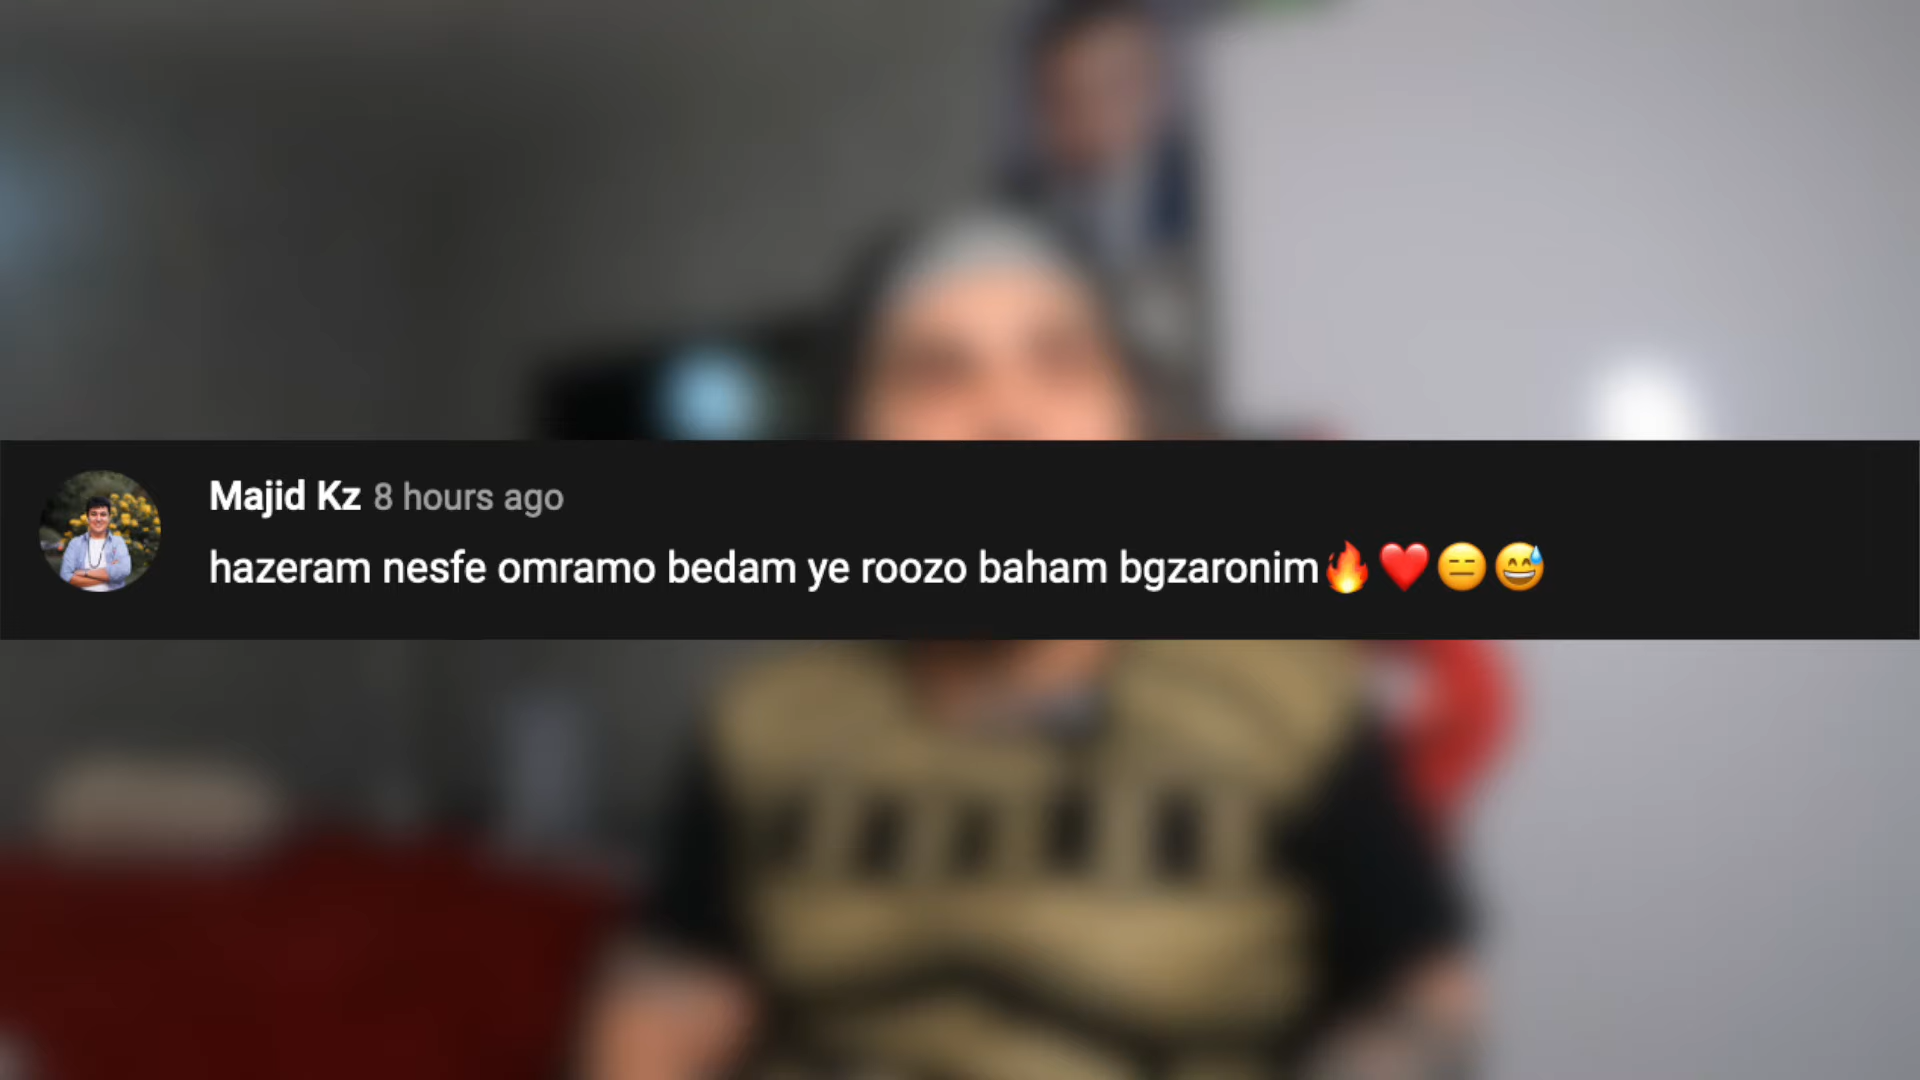 Majid Kz 8 hours ago
hazeram nesfe omramo bedam ye roozo baham bgzaronim🔥❤️😑😅